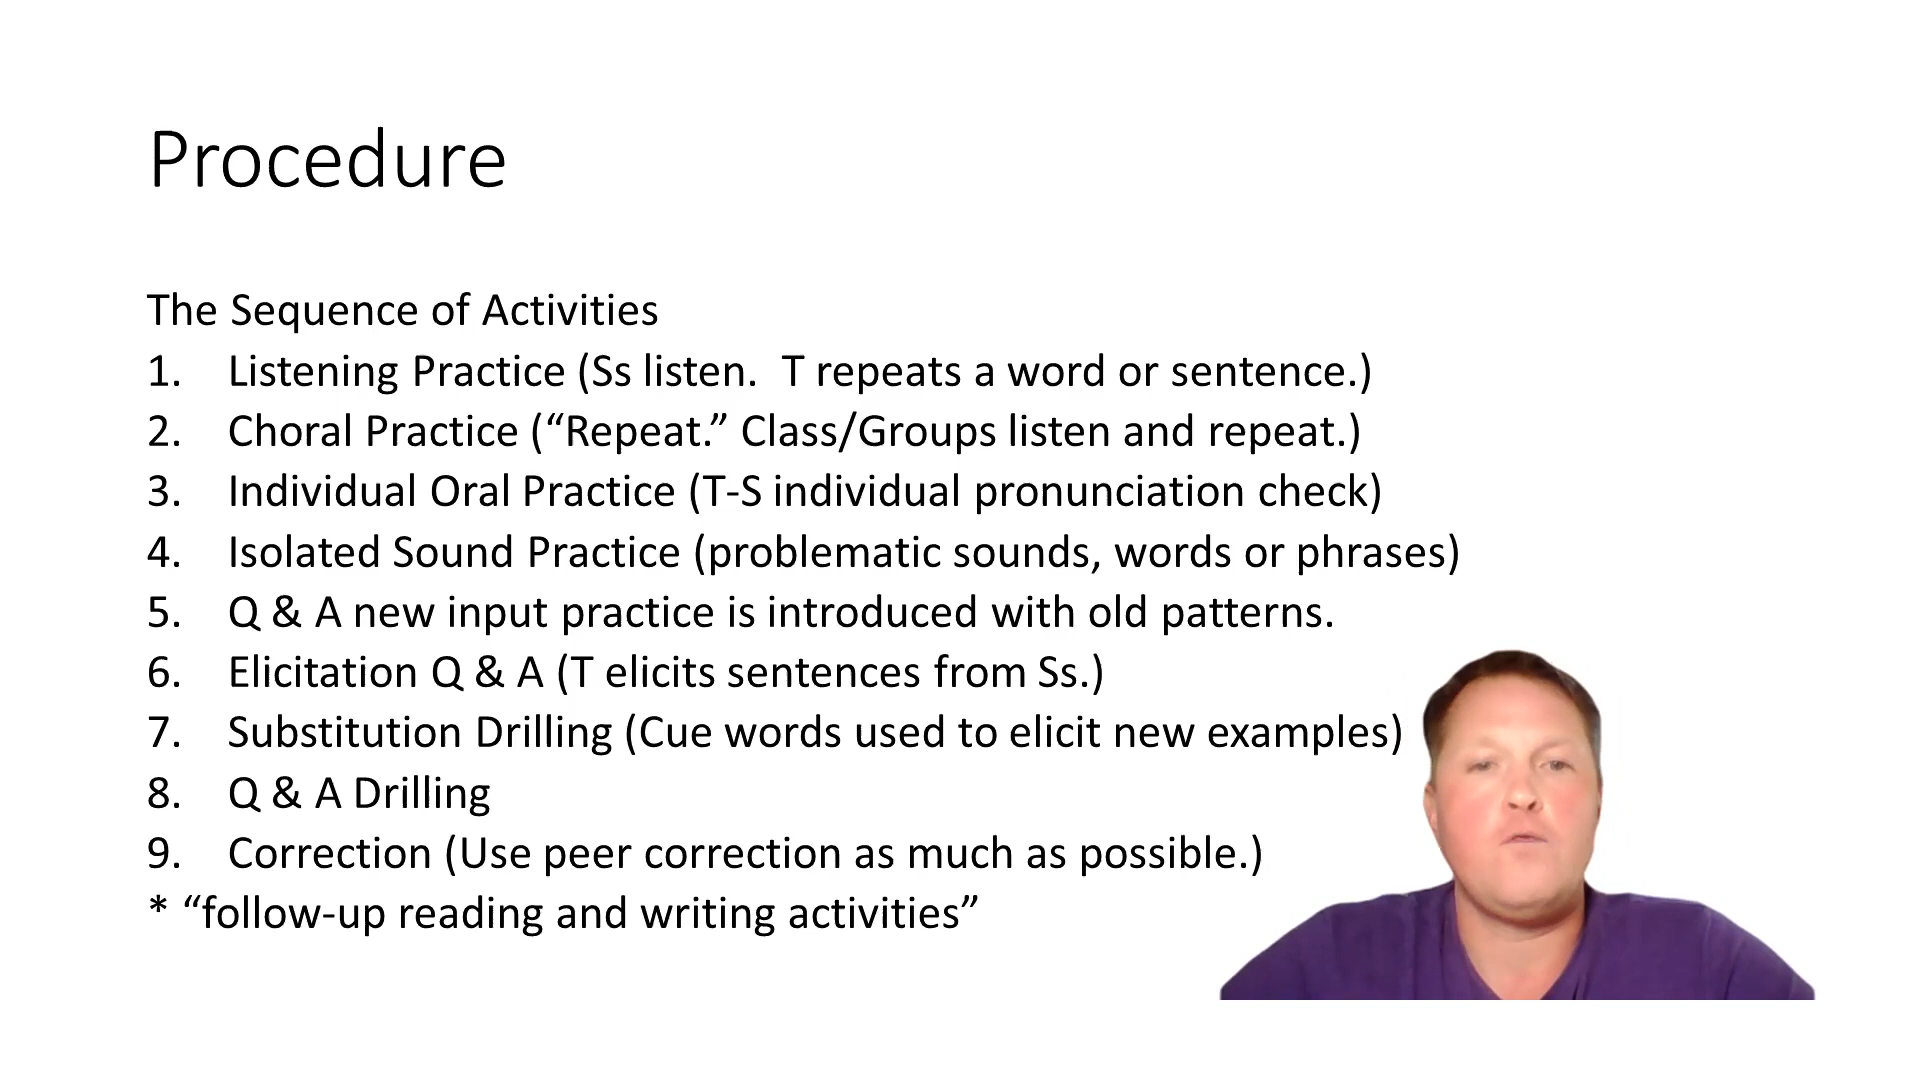 Procedure
The Sequence of Activities
1. Listening Practice (Ss listen.  T repeats a word or sentence.)
2. Choral Practice (“Repeat.” Class/Groups listen and repeat.)
3. Individual Oral Practice (T-S individual pronunciation check)
4. Isolated Sound Practice (problematic sounds, words or phrases)
5. Q & A new input practice is introduced with old patterns.
6. Elicitation Q & A (T elicits sentences from Ss.)
7. Substitution Drilling (Cue words used to elicit new examples)
8. Q & A Drilling
9. Correction (Use peer correction as much as possible.)
* “follow-up reading and writing activities”